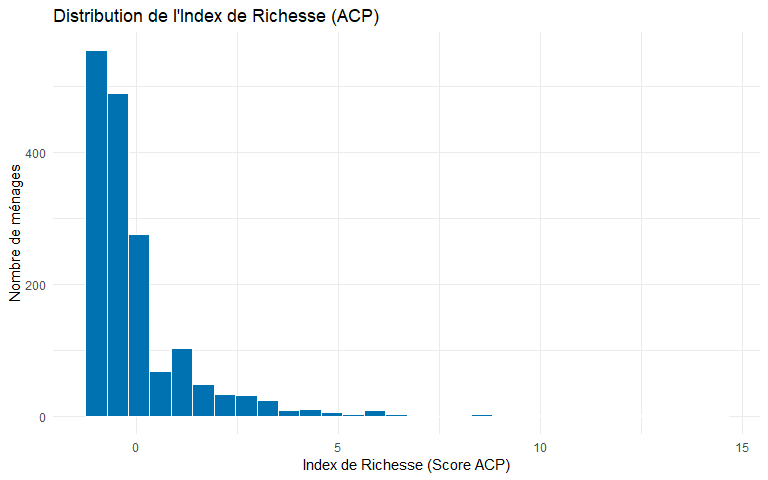 Distribution de l'Index de Richesse (ACP)
Nombre de ménages
400
200
0
0 5 10 15
Index de Richesse (Score ACP)